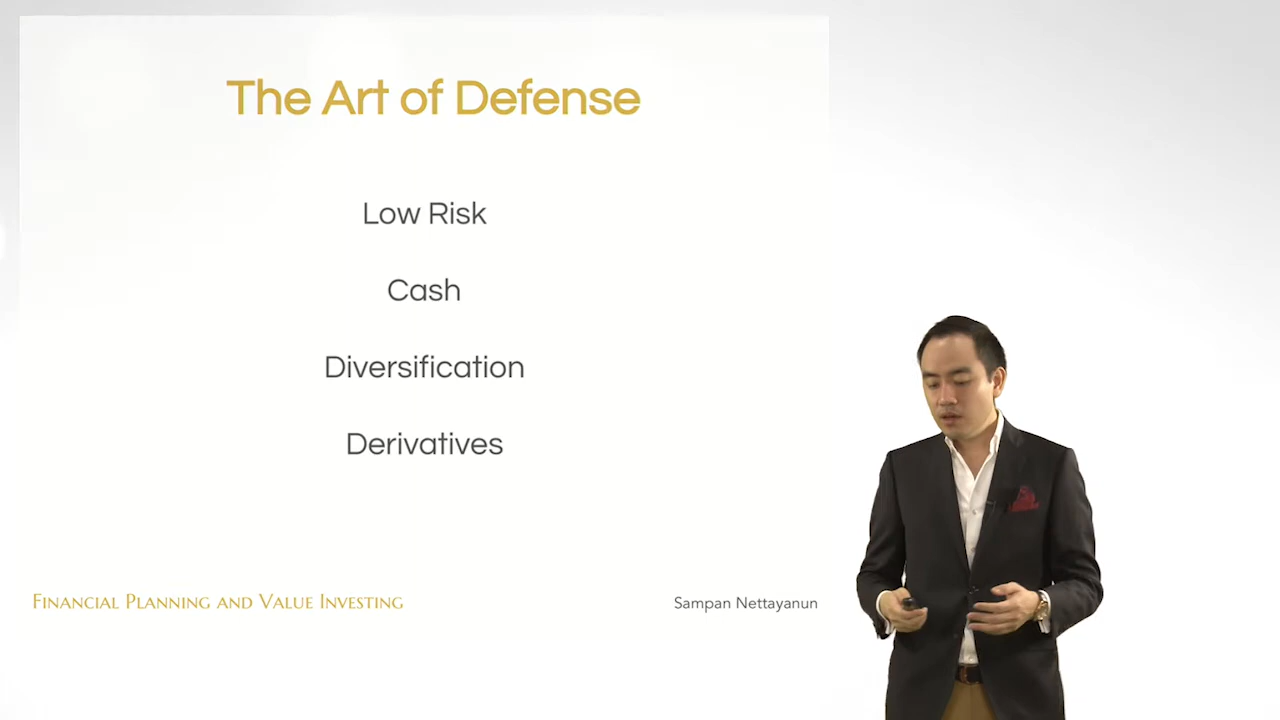 The Art of Defense
Low Risk
Cash
Diversification
Derivatives
Financial Planning and Value Investing
Sampan Nettayanun